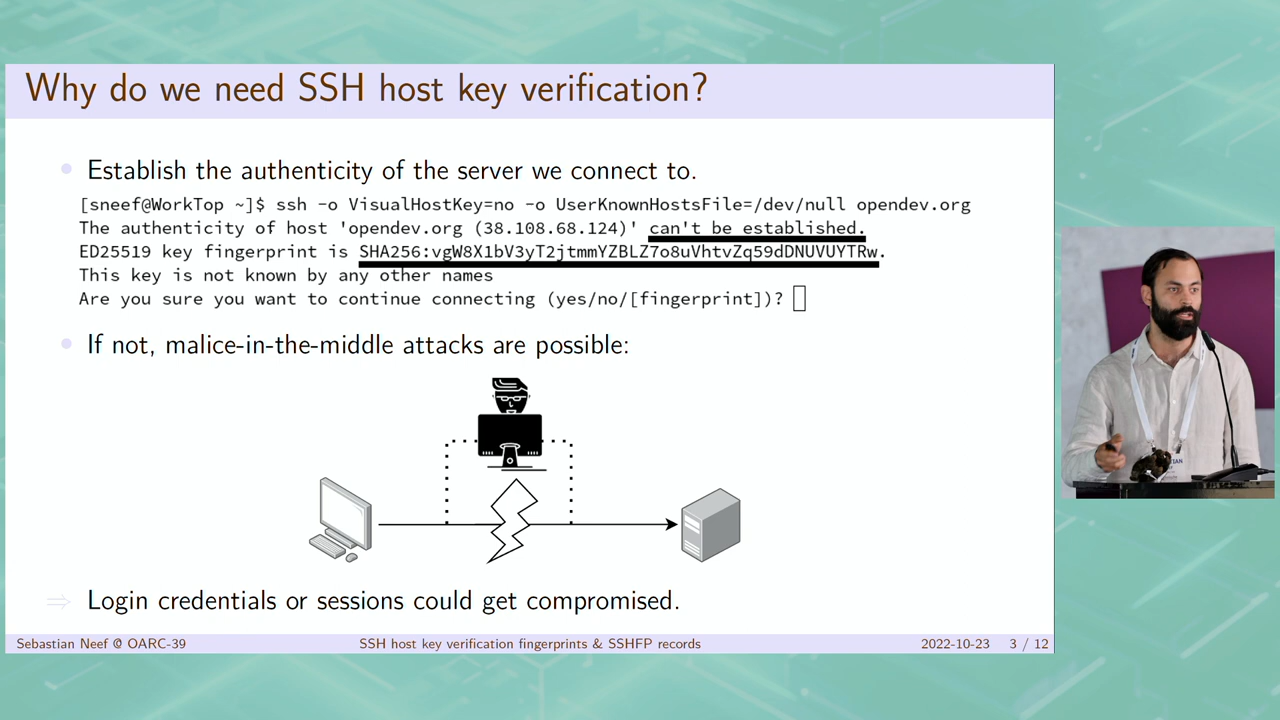 Why do we need SSH host key verification?
Establish the authenticity of the server we connect to.
[sneef@WorkTop ~]$ ssh -o VisualHostKey=no -o UserKnownHostsFile=/dev/null opendev.org
The authenticity of host 'opendev.org (38.108.68.124)' can't be established.
ED25519 key fingerprint is SHA256:vgW8X1bV3yT2jtmmYZBLZ7o8uVhtvZq59dDNUVUYTRw.
This key is not known by any other names
Are you sure you want to continue connecting (yes/no/[fingerprint])?
If not, malice-in-the-middle attacks are possible:
⇒ Login credentials or sessions could get compromised.
Sebastian Neef @ OARC-39 SSH host key verification fingerprints & SSHFP records 2022-10-23 3 / 12